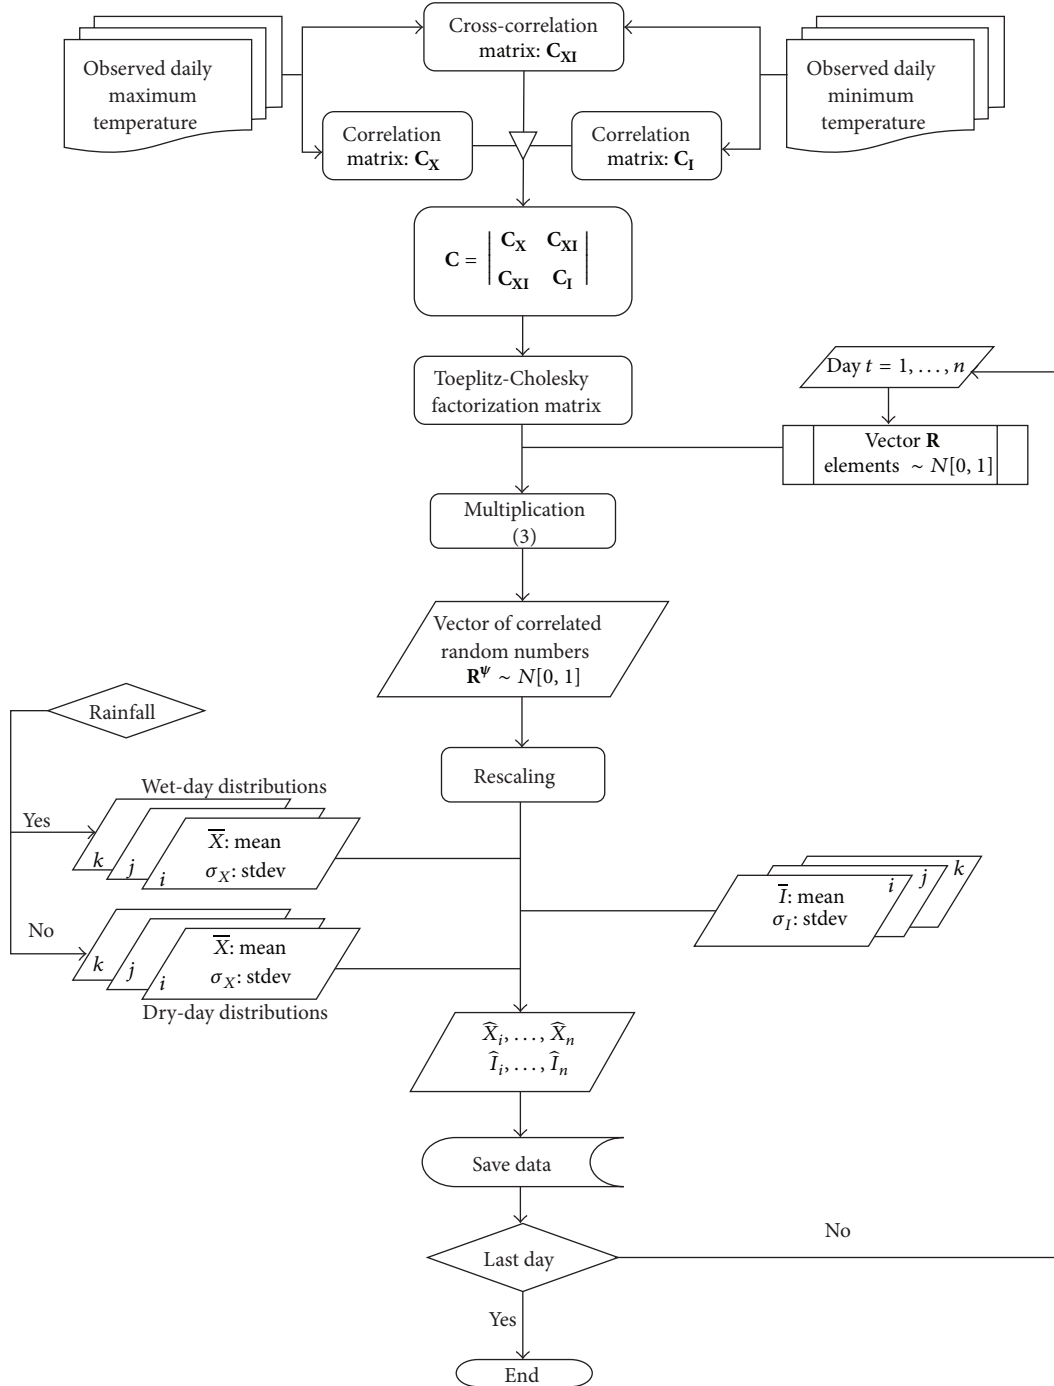 Cross-correlation
matrix: C_XI
Observed daily
maximum
temperature
Observed daily
minimum
temperature
Correlation
matrix: C_X
Correlation
matrix: C_I
C = | C_X C_XI |
| C_XI C_I |
Toeplitz-Cholesky
factorization matrix
Day t = 1, . . . , n
Vector R
elements ~ N[0, 1]
Multiplication
(3)
Vector of correlated
random numbers
R^ψ ~ N[0, 1]
Rainfall
Rescaling
Wet-day distributions
Yes
k j i
X̅: mean
σ_X: stdev
I̅: mean
σ_I: stdev
i j k
No
k j i
X̅: mean
σ_X: stdev
Dry-day distributions
X̂_i, . . . , X̂_n
Î_i, . . . , Î_n
Save data
Last day
No
Yes
End